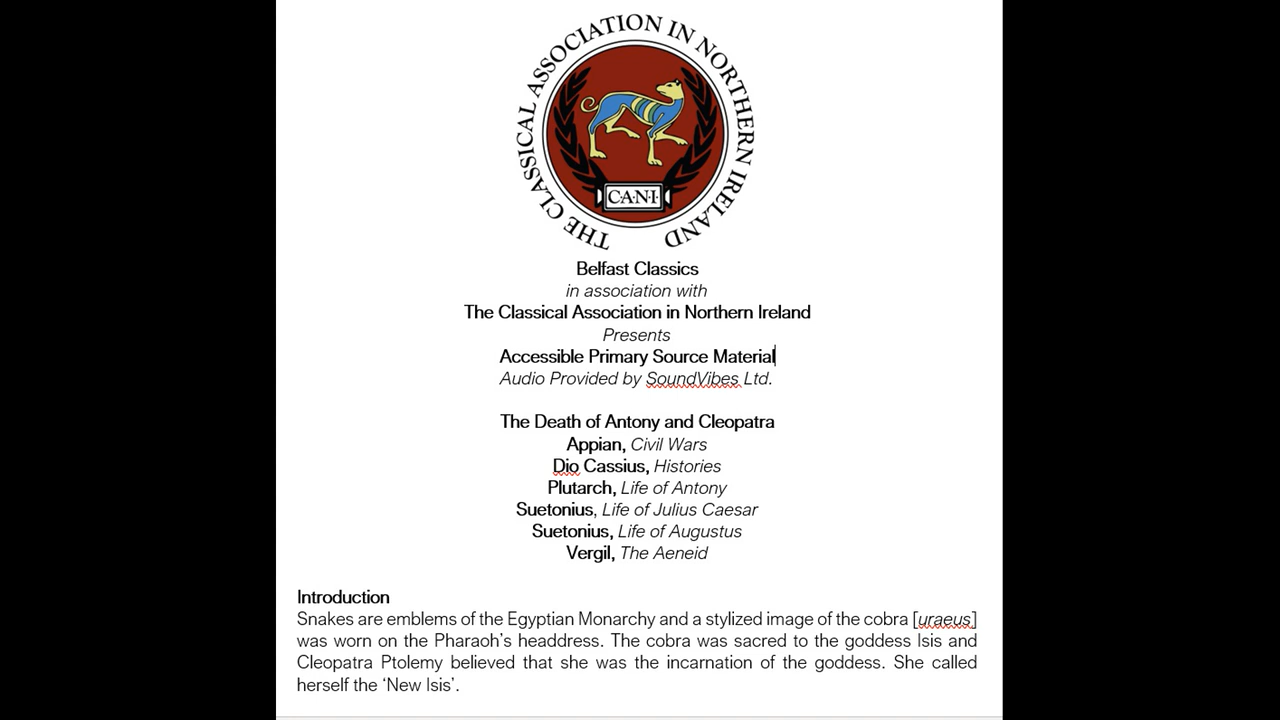 THE CLASSICAL ASSOCIATION IN NORTHERN IRELAND
C·A·N·I·
Belfast Classics
in association with
The Classical Association in Northern Ireland
Presents
Accessible Primary Source Material
Audio Provided by SoundVibes Ltd.
The Death of Antony and Cleopatra
Appian, Civil Wars
Dio Cassius, Histories
Plutarch, Life of Antony
Suetonius, Life of Julius Caesar
Suetonius, Life of Augustus
Vergil, The Aeneid
Introduction
Snakes are emblems of the Egyptian Monarchy and a stylized image of the cobra [uraeus]
was worn on the Pharaoh’s headdress. The cobra was sacred to the goddess Isis and
Cleopatra Ptolemy believed that she was the incarnation of the goddess. She called
herself the ‘New Isis’.